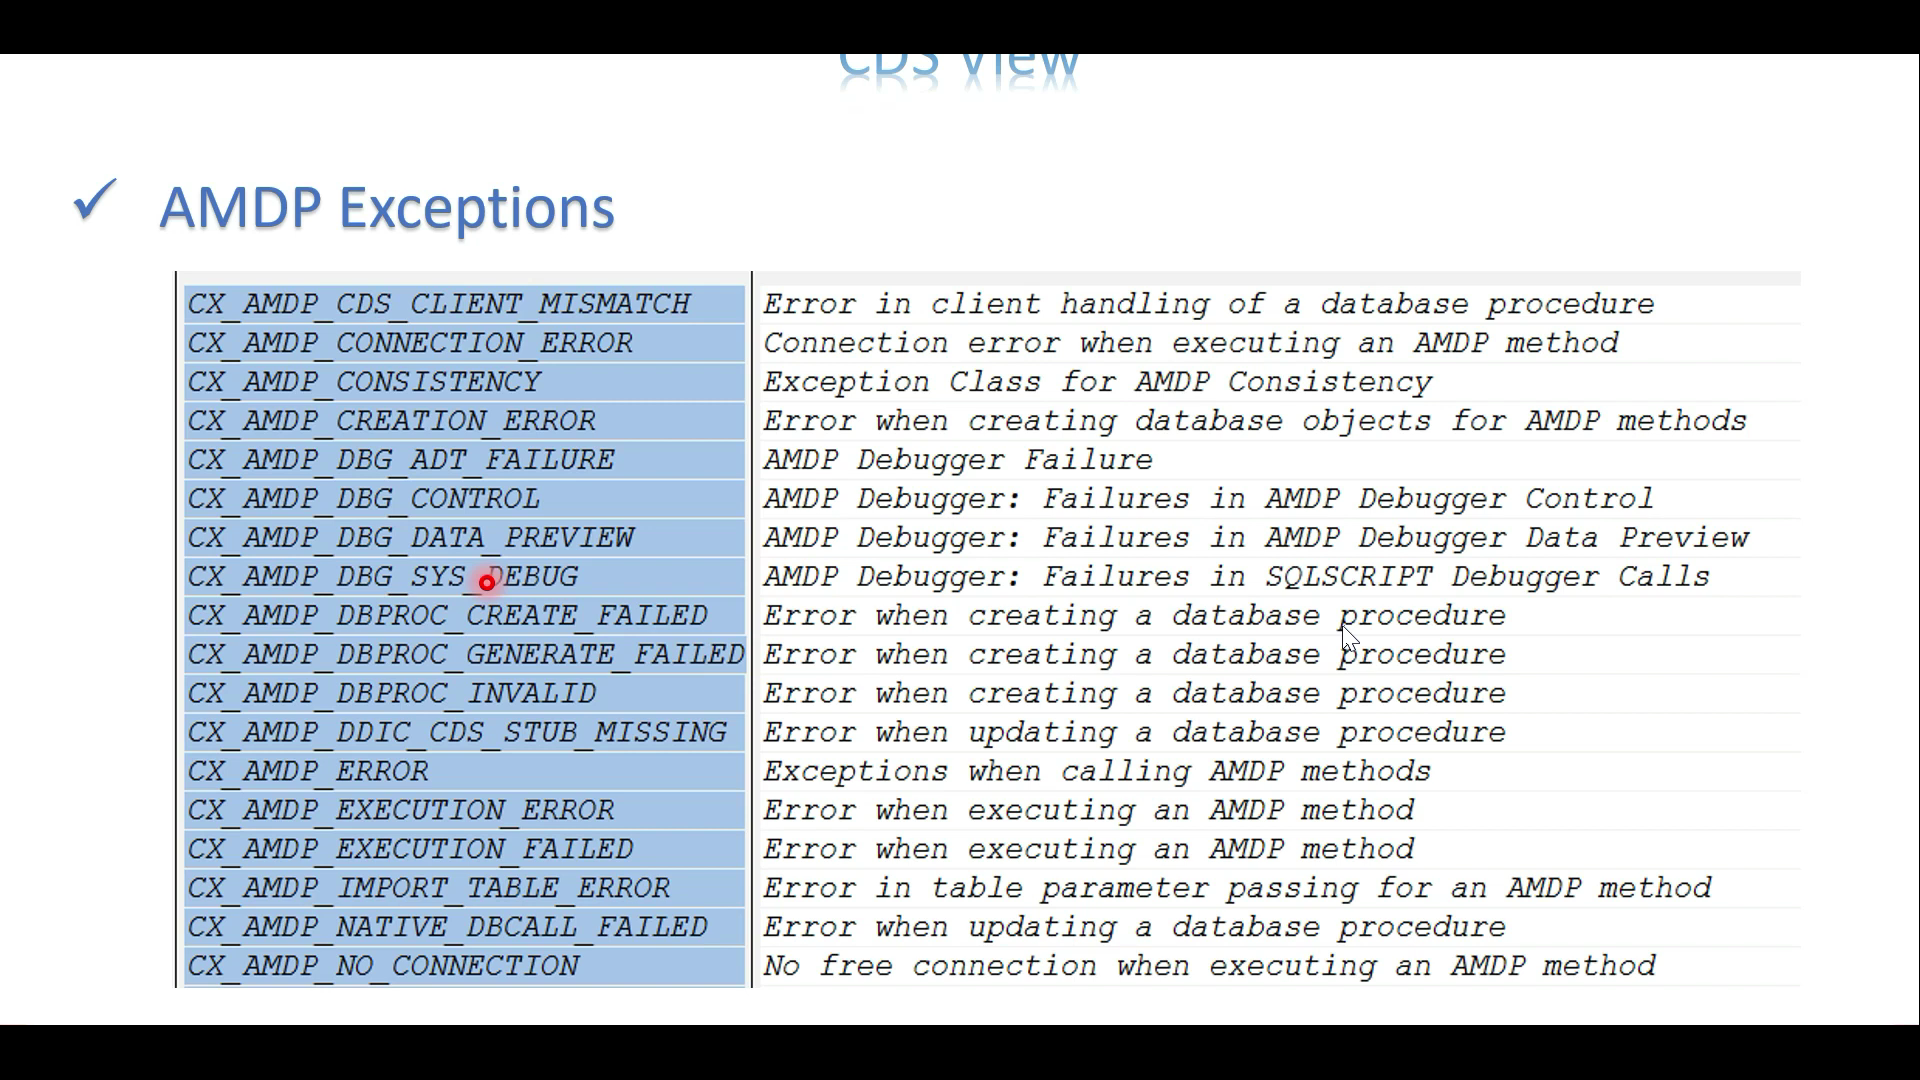 CDS View
✓ AMDP Exceptions
CX_AMDP_CDS_CLIENT_MISMATCH Error in client handling of a database procedure
CX_AMDP_CONNECTION_ERROR Connection error when executing an AMDP method
CX_AMDP_CONSISTENCY Exception Class for AMDP Consistency
CX_AMDP_CREATION_ERROR Error when creating database objects for AMDP methods
CX_AMDP_DBG_ADT_FAILURE AMDP Debugger Failure
CX_AMDP_DBG_CONTROL AMDP Debugger: Failures in AMDP Debugger Control
CX_AMDP_DBG_DATA_PREVIEW AMDP Debugger: Failures in AMDP Debugger Data Preview
CX_AMDP_DBG_SYS_DEBUG AMDP Debugger: Failures in SQLSCRIPT Debugger Calls
CX_AMDP_DBPROC_CREATE_FAILED Error when creating a database procedure
CX_AMDP_DBPROC_GENERATE_FAILED Error when creating a database procedure
CX_AMDP_DBPROC_INVALID Error when creating a database procedure
CX_AMDP_DDIC_CDS_STUB_MISSING Error when updating a database procedure
CX_AMDP_ERROR Exceptions when calling AMDP methods
CX_AMDP_EXECUTION_ERROR Error when executing an AMDP method
CX_AMDP_EXECUTION_FAILED Error when executing an AMDP method
CX_AMDP_IMPORT_TABLE_ERROR Error in table parameter passing for an AMDP method
CX_AMDP_NATIVE_DBCALL_FAILED Error when updating a database procedure
CX_AMDP_NO_CONNECTION No free connection when executing an AMDP method